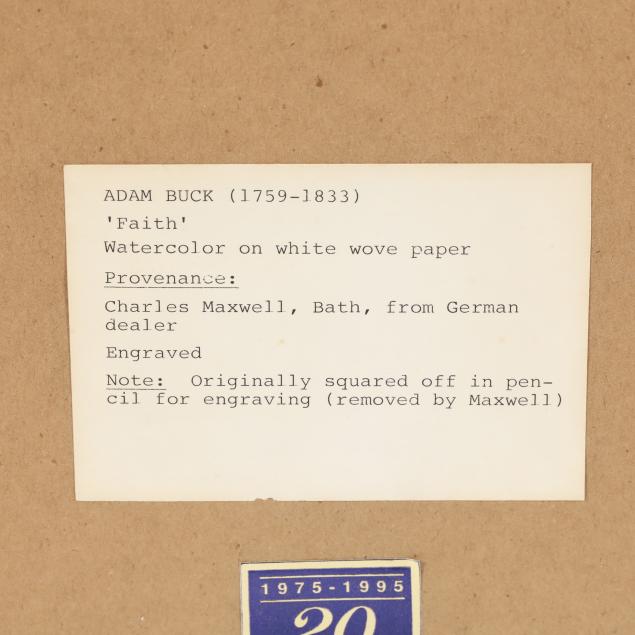 ADAM BUCK (1759-1833)
'Faith'
Watercolor on white wove paper
Provenance:
Charles Maxwell, Bath, from German
dealer
Engraved
Note: Originally squared off in pen-
cil for engraving (removed by Maxwell)
1975-1995
20